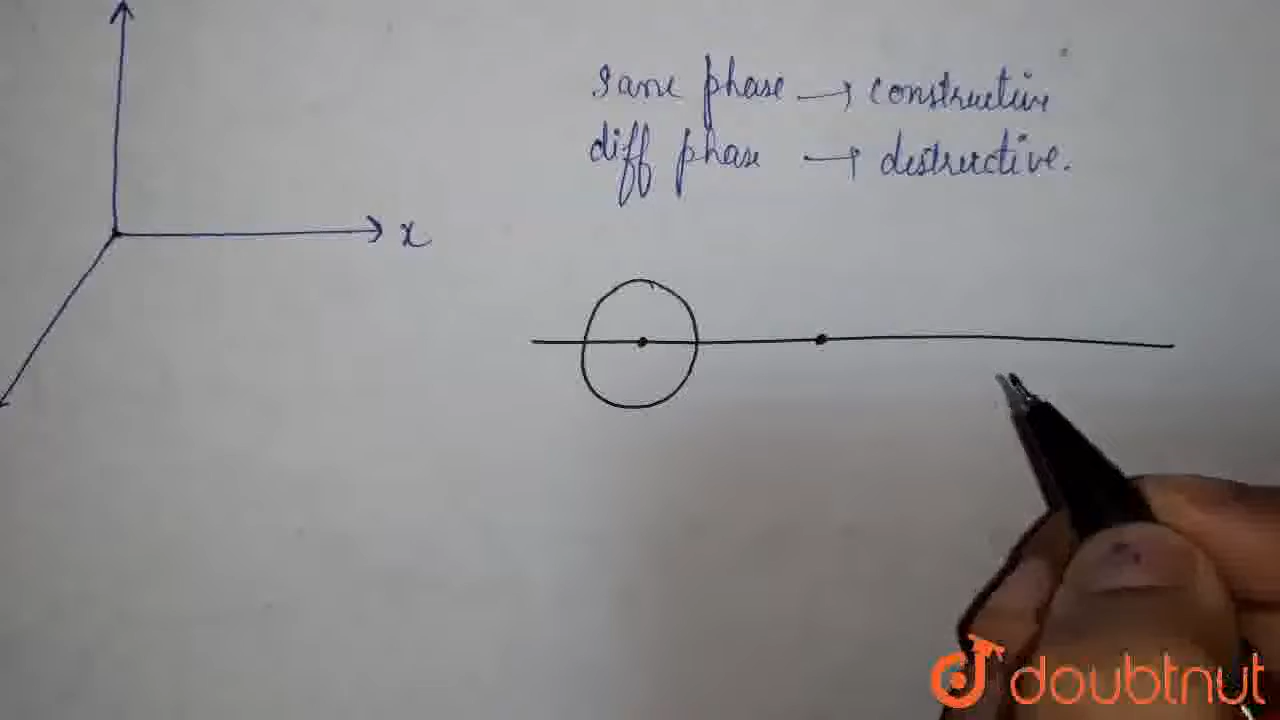 same phase → constructive
diff phase → destructive.
x
doubtnut